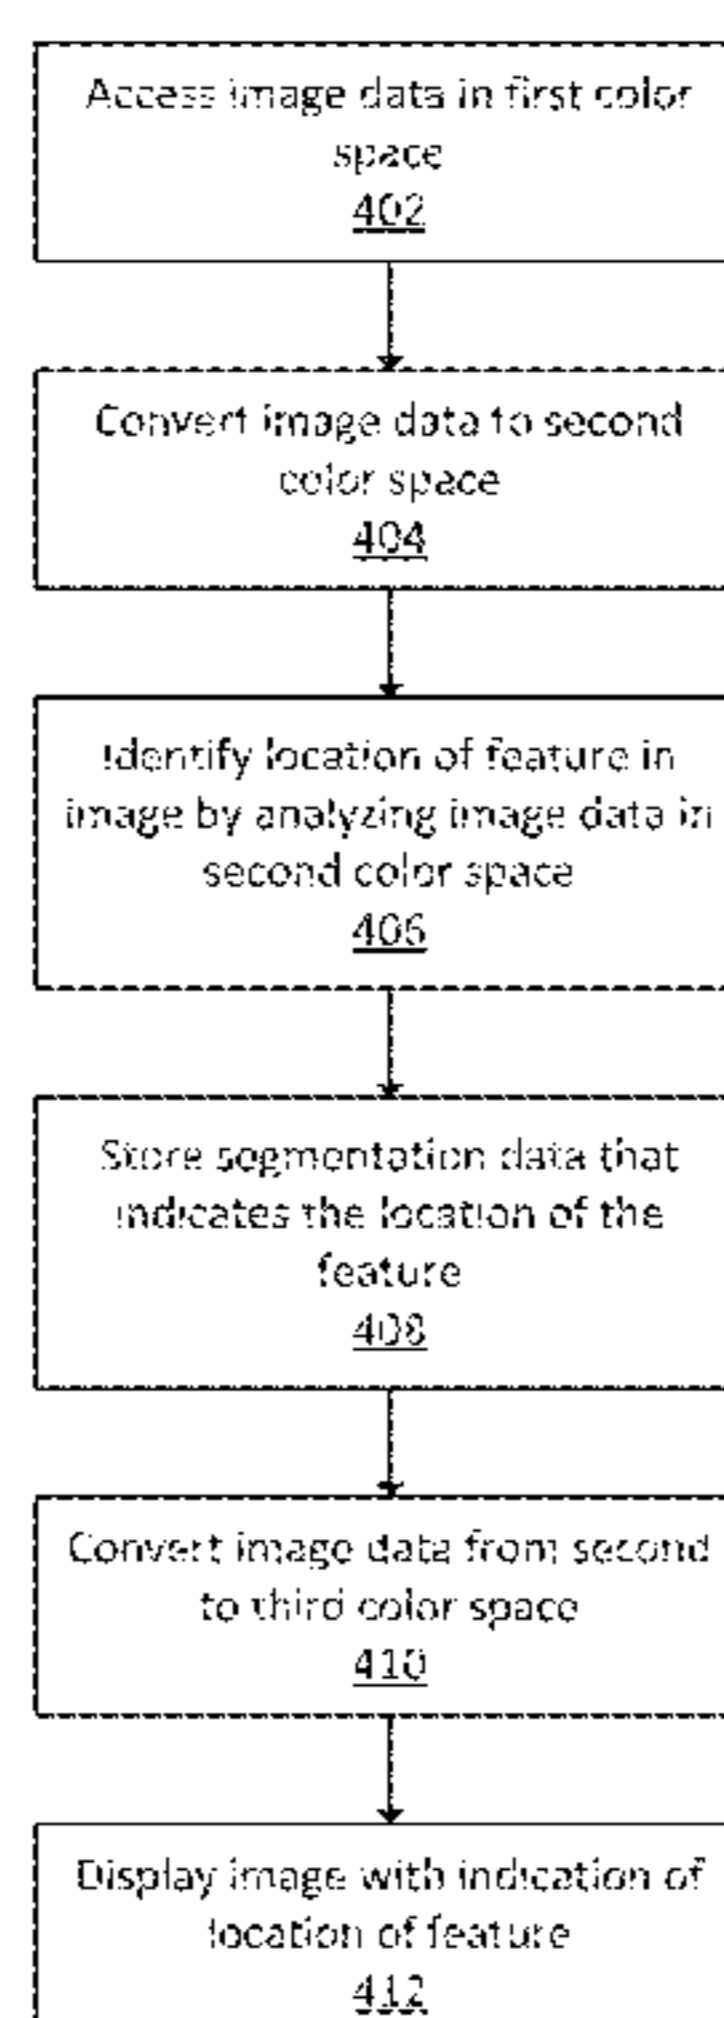 Access image data in first color
space
402
Convert image data to second
color space
404
Identify location of feature in
image by analyzing image data in
second color space
406
Store segmentation data that
indicates the location of the
feature
408
Convert image data from second
to third color space
410
Display image with indication of
location of feature
412